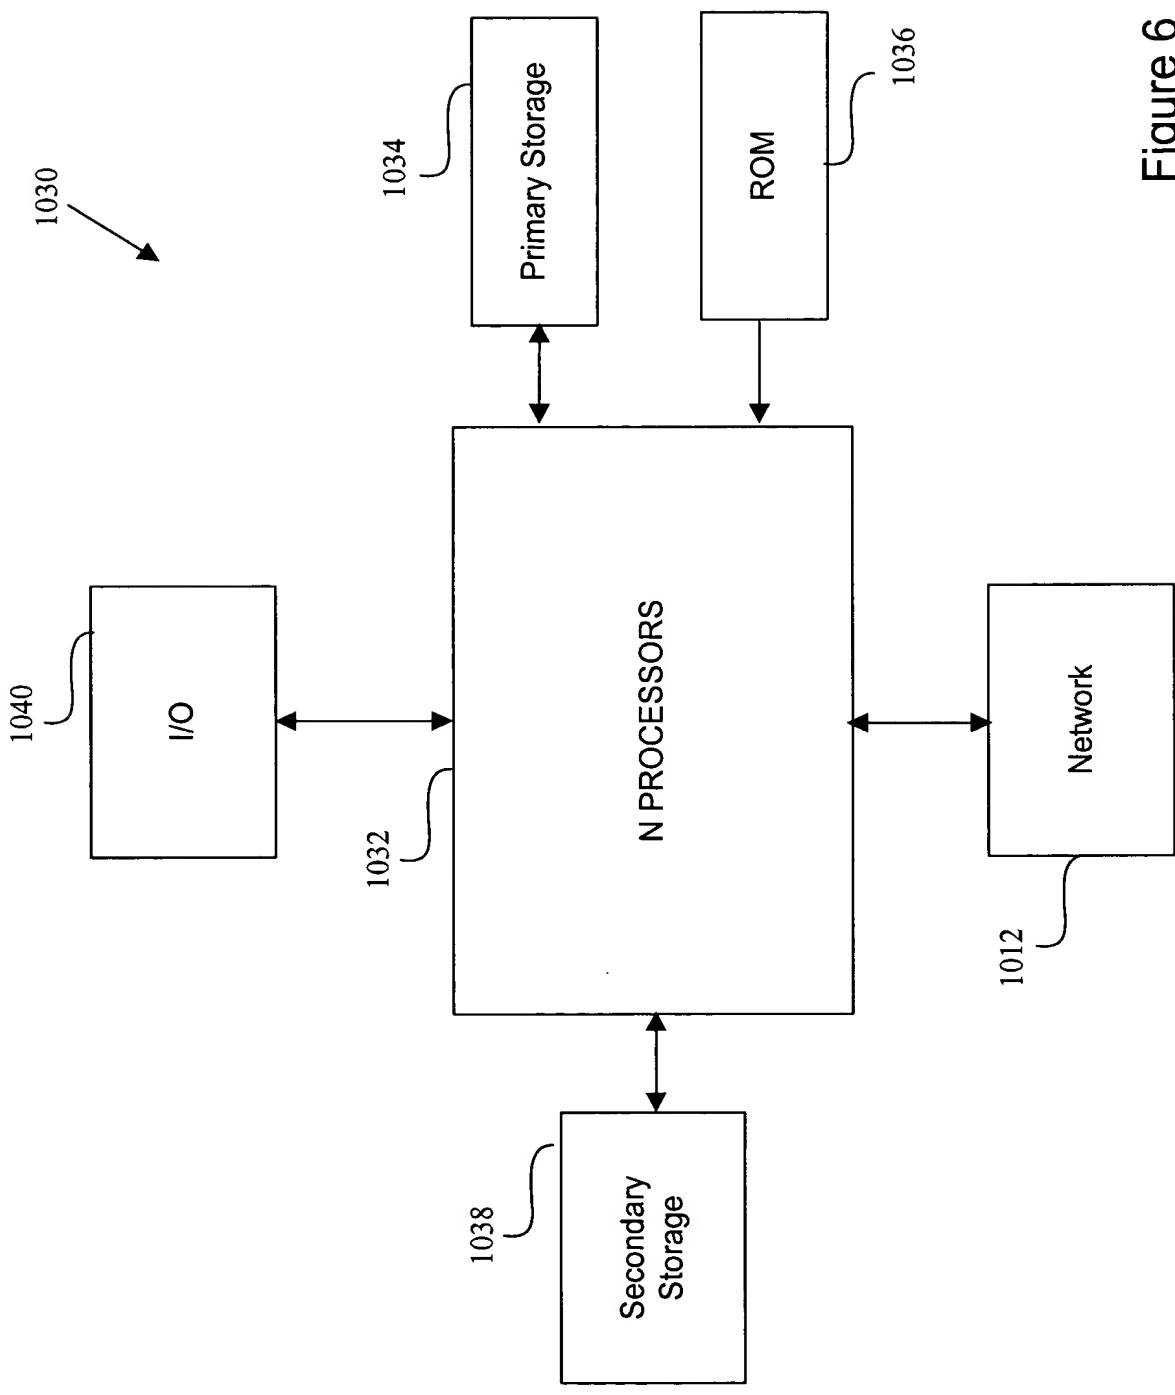 1030
1040
I/O
1034
Primary Storage
1032
N PROCESSORS
1036
ROM
1038
Secondary
Storage
1012
Network
Figure 6